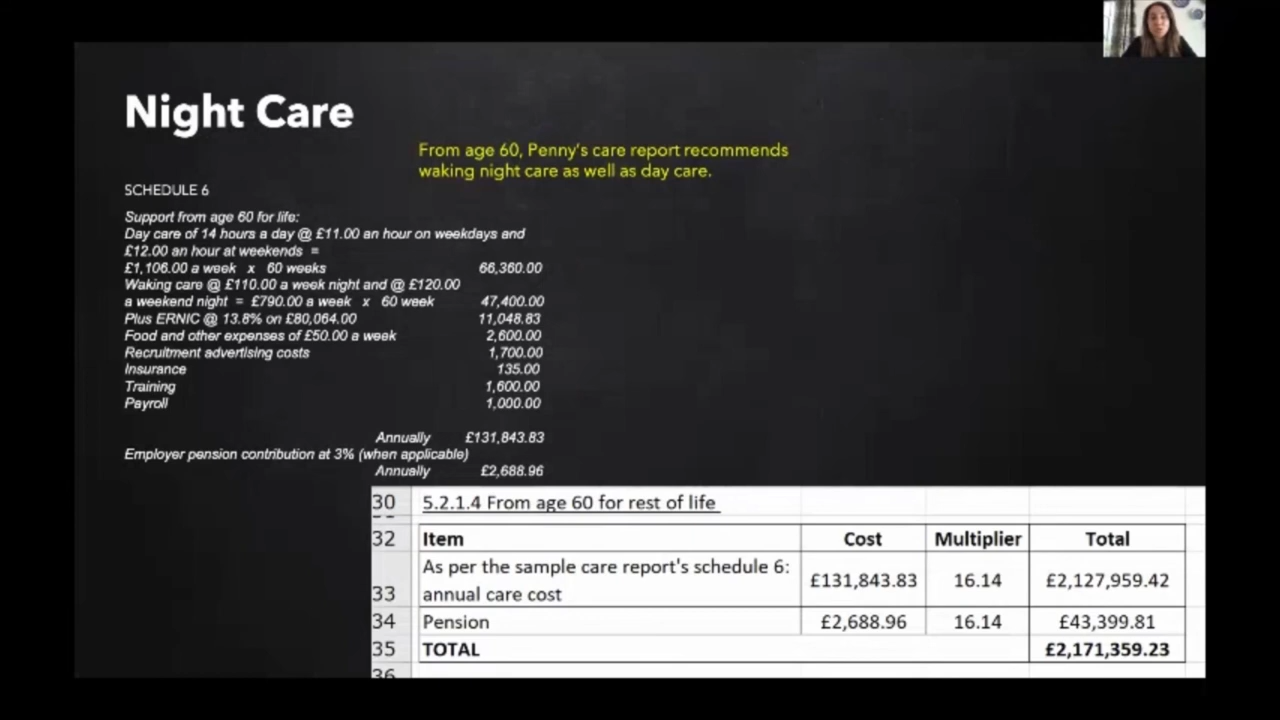 Night Care
From age 60, Penny's care report recommends
waking night care as well as day care.
SCHEDULE 6
Support from age 60 for life:
Day care of 14 hours a day @ £11.00 an hour on weekdays and
£12.00 an hour at weekends =
£1,106.00 a week x 60 weeks 66,360.00
Waking care @ £110.00 a week night and @ £120.00
a weekend night = £790.00 a week x 60 week 47,400.00
Plus ERNIC @ 13.8% on £80,064.00 11,048.83
Food and other expenses of £50.00 a week 2,600.00
Recruitment advertising costs 1,700.00
Insurance 135.00
Training 1,600.00
Payroll 1,000.00
Annually £131,843.83
Employer pension contribution at 3% (when applicable)
Annually £2,688.96
30 5.2.1.4 From age 60 for rest of life
32 Item Cost Multiplier Total
As per the sample care report's schedule 6:
33 annual care cost £131,843.83 16.14 £2,127,959.42
34 Pension £2,688.96 16.14 £43,399.81
35 TOTAL £2,171,359.23
36